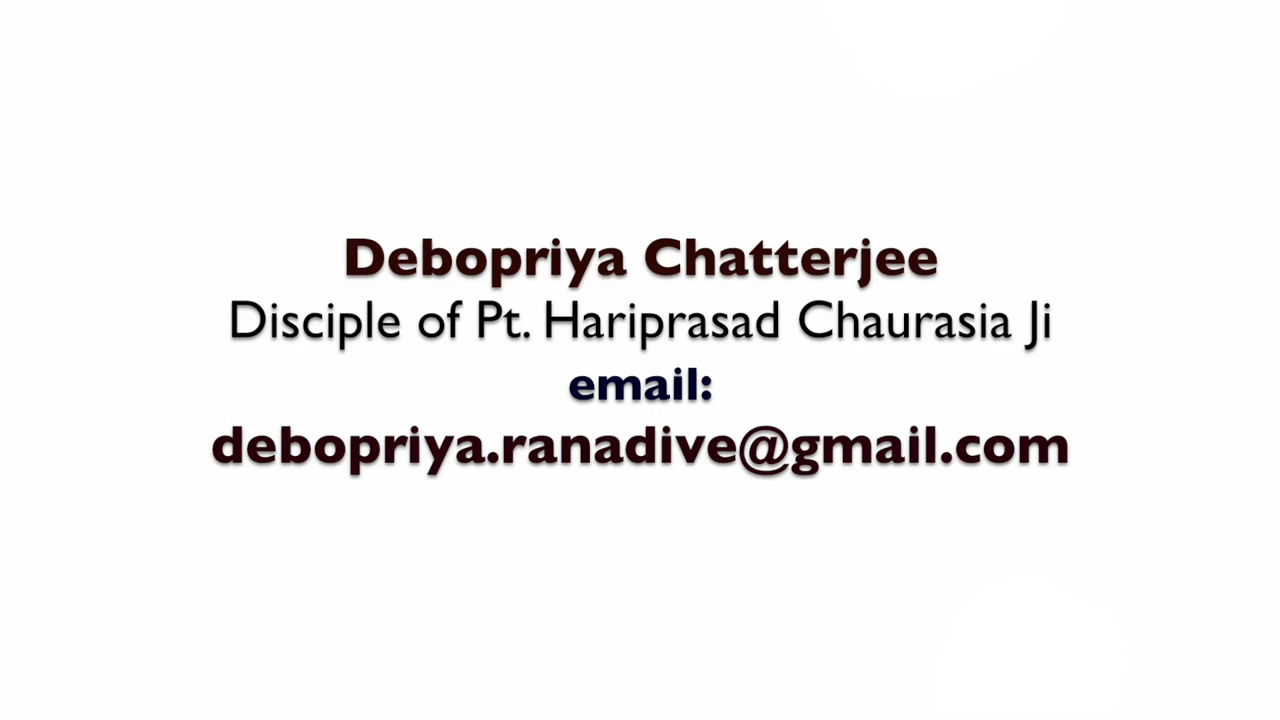 Debopriya Chatterjee
Disciple of Pt. Hariprasad Chaurasia Ji
email:
debopriya.ranadive@gmail.com